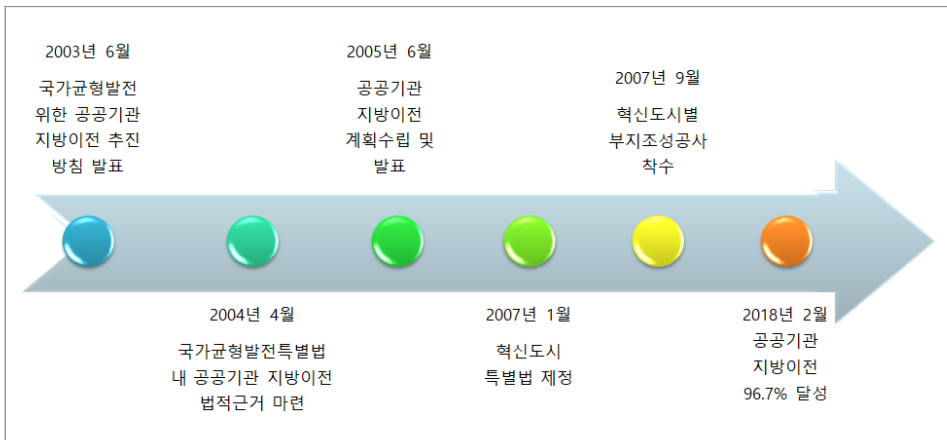 2003년 6월
국가균형발전
위한 공공기관
지방이전 추진
방침 발표
2004년 4월
국가균형발전특별법
내 공공기관 지방이전
법적근거 마련
2005년 6월
공공기관
지방이전
계획수립 및
발표
2007년 1월
혁신도시
특별법 제정
2007년 9월
혁신도시별
부지조성공사
착수
2018년 2월
공공기관
지방이전
96.7% 달성